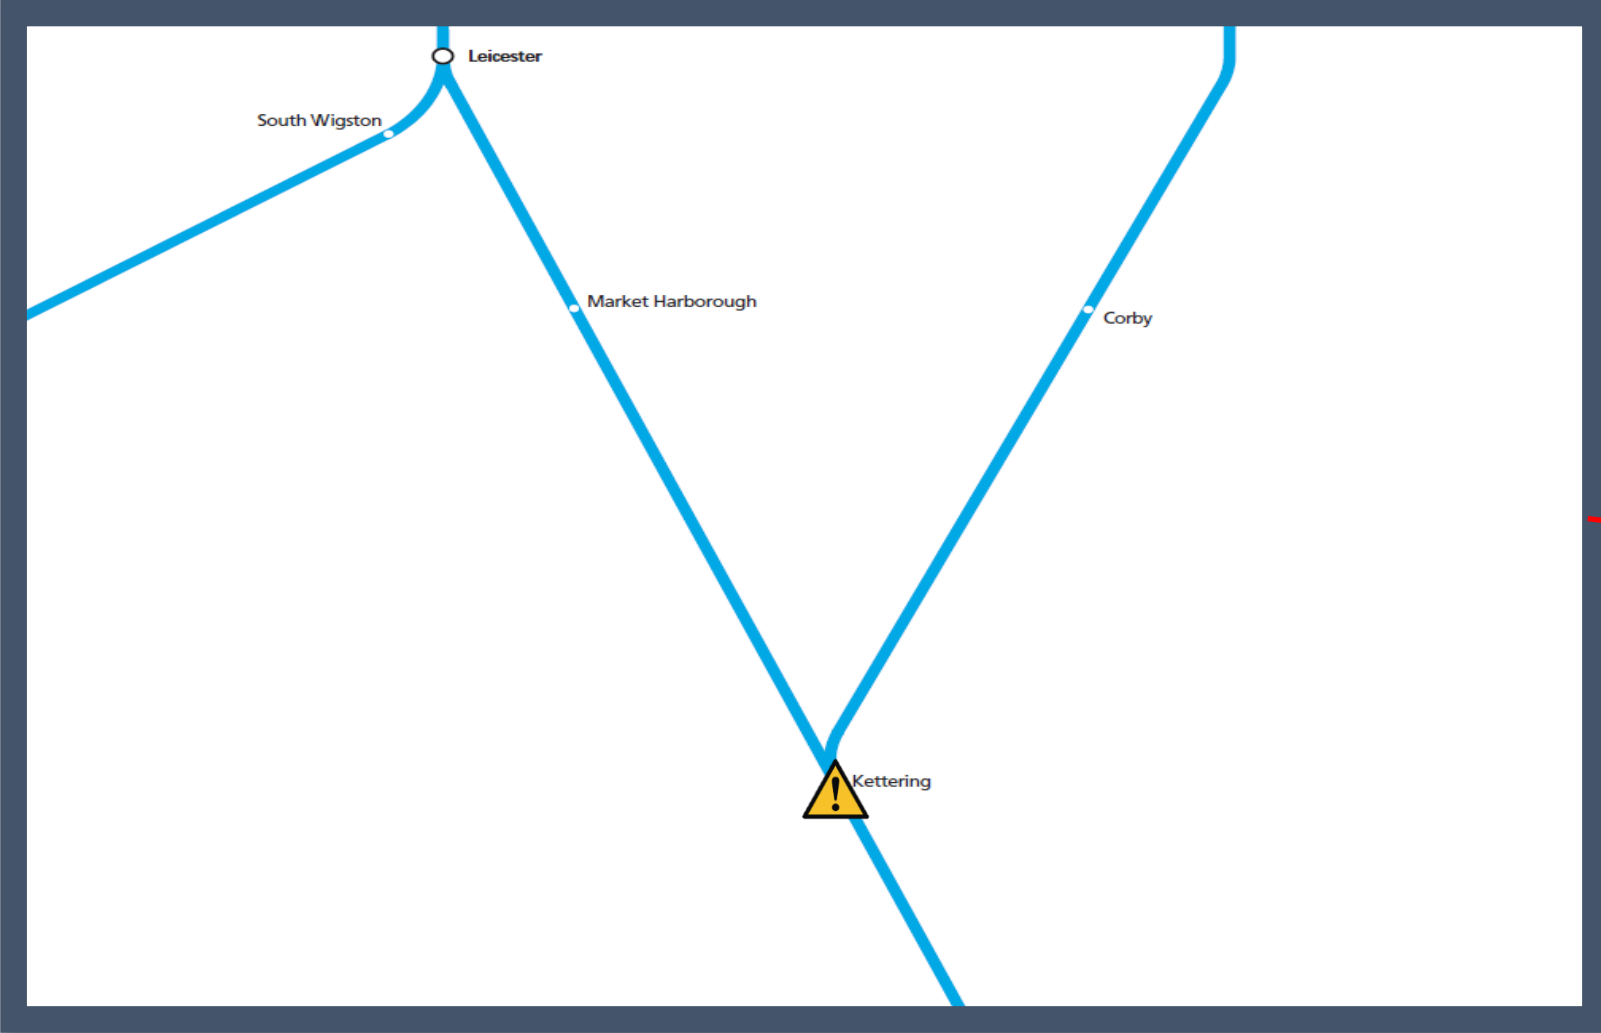 Leicester
South Wigston
Market Harborough
Corby
Kettering